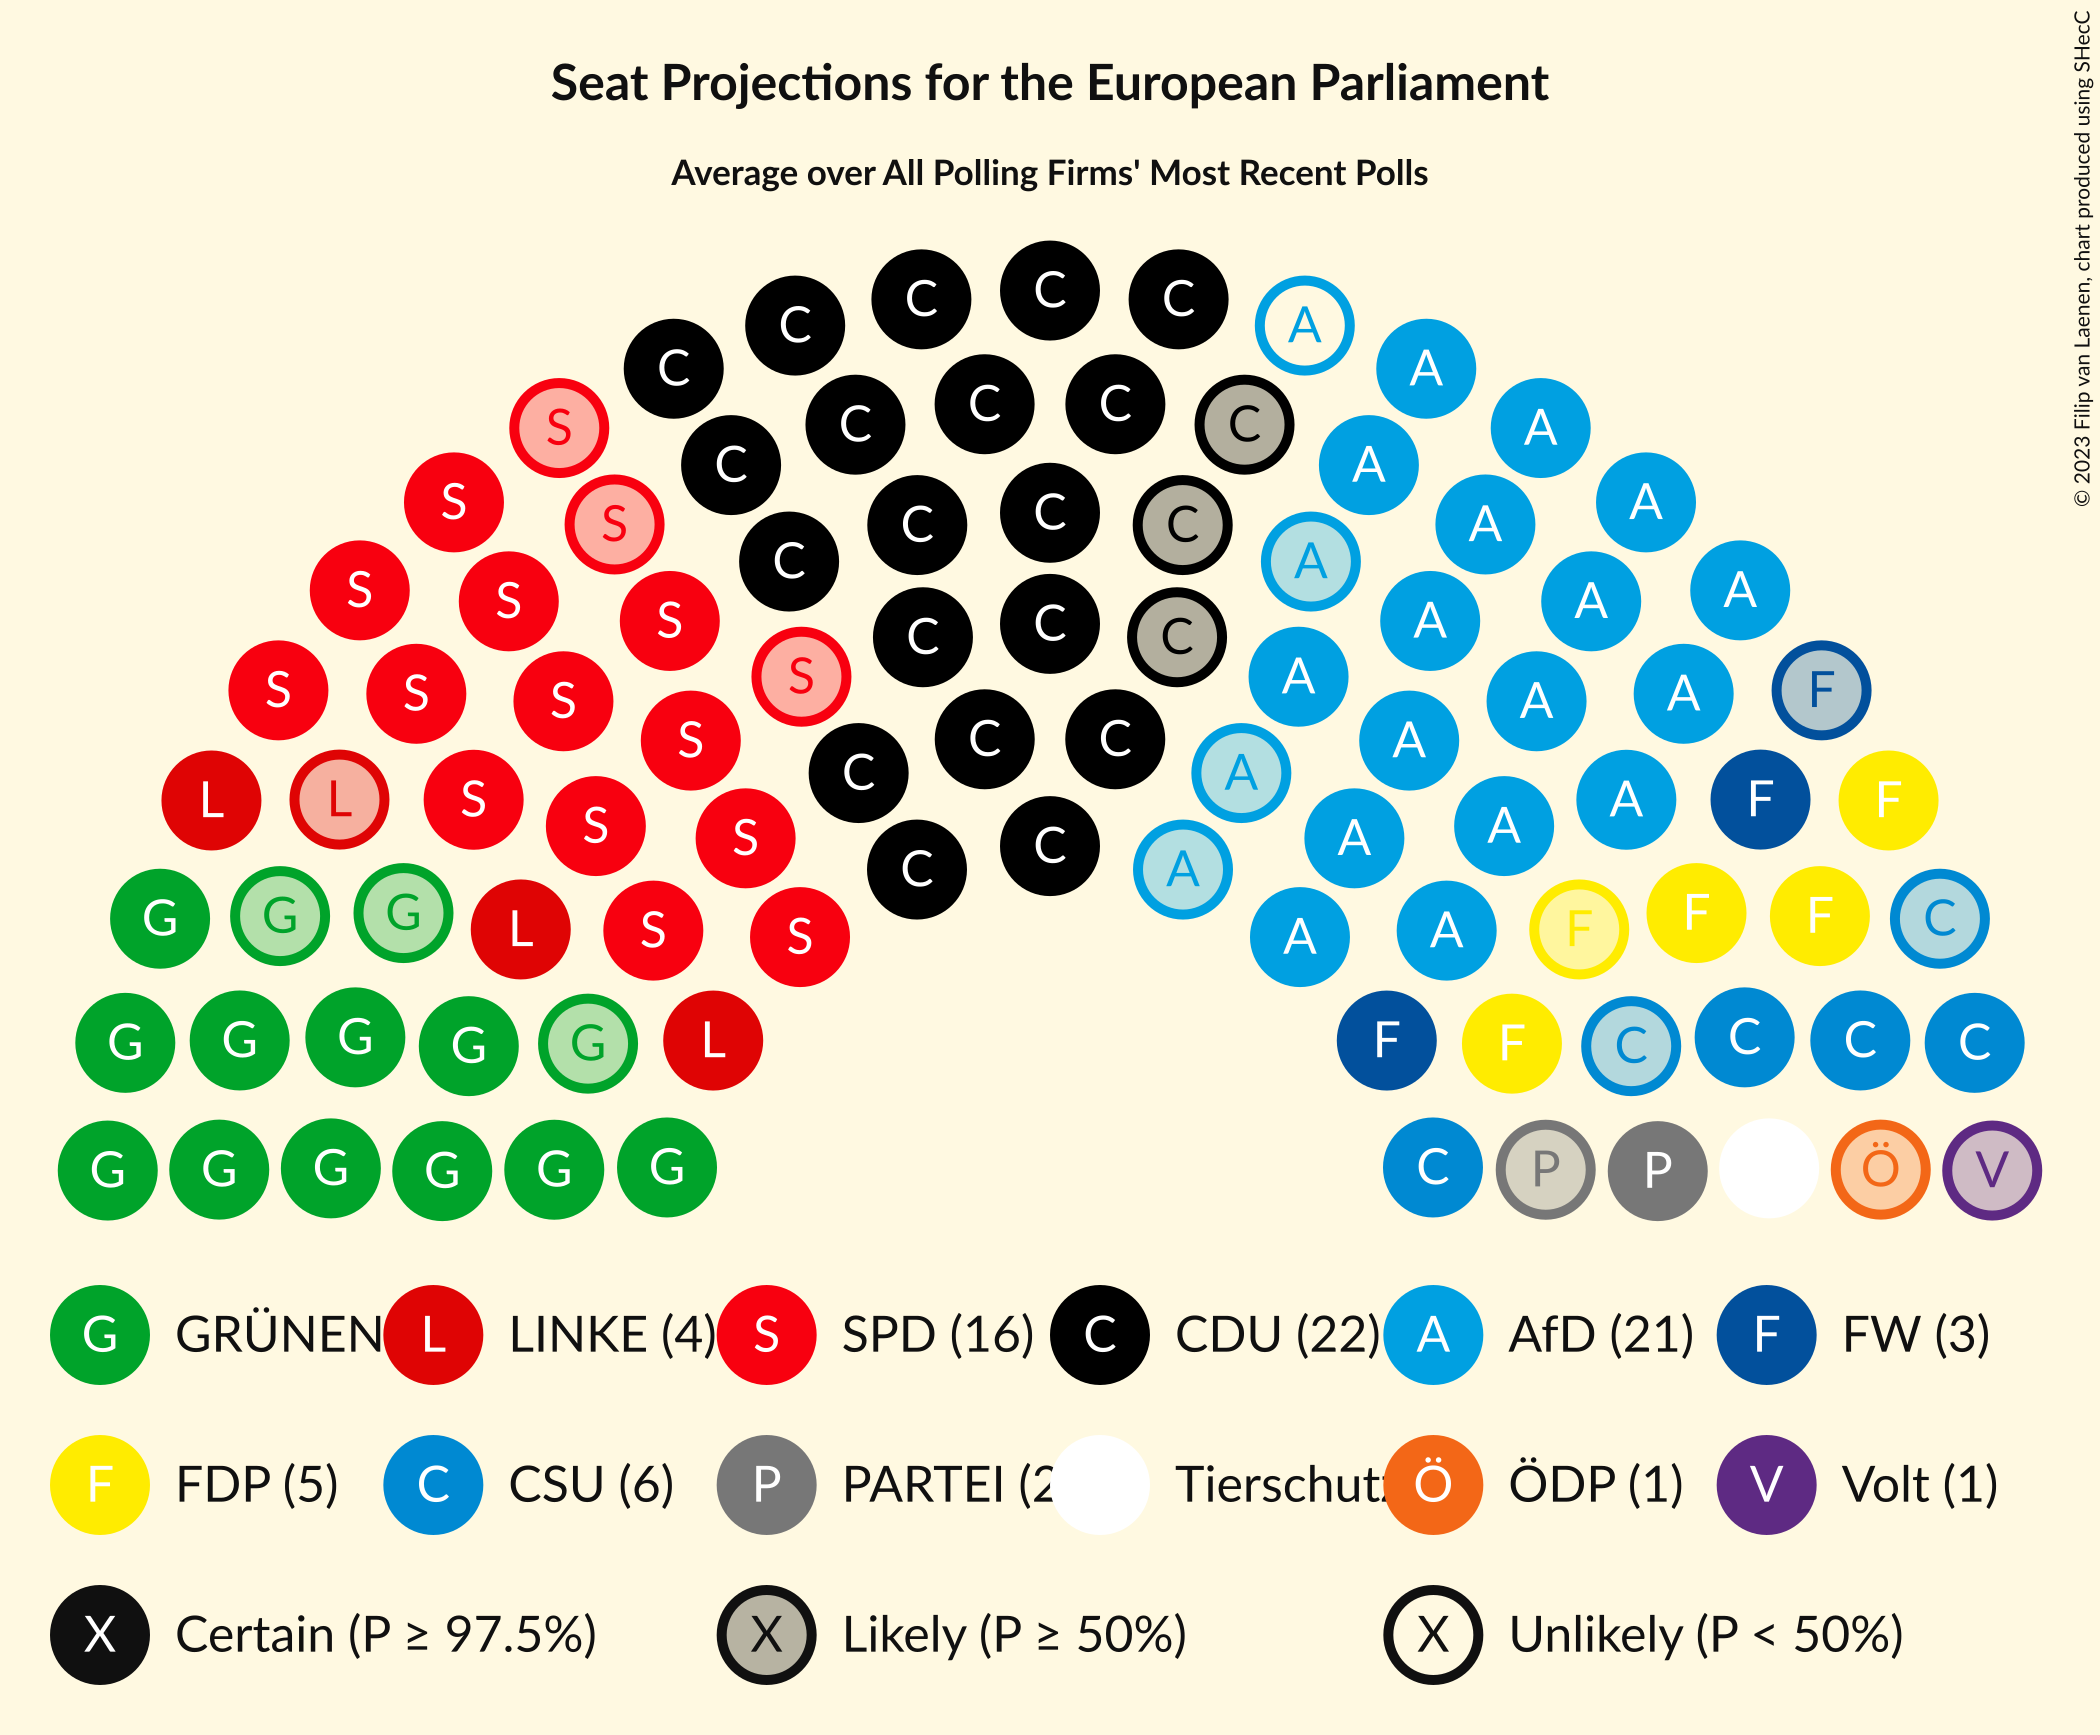 Seat Projections for the European Parliament
Average over All Polling Firms' Most Recent Polls
© 2023 Filip van Laenen, chart produced using SHecC
C C C C C A A
C C C C C A
S S
C C C C A A A
S S S C C C A A A
S S S S C C C A A A A F
S S S S C C C A A A A
L L S S S C C A A A A F F
G G G L S S C C A A A F F F C
G G G G G L F F C C C C
G G G G G G C P P Ö V
G GRÜNEN L LINKE (4) S SPD (16) C CDU (22) A AfD (21) F FW (3)
F FDP (5) C CSU (6) P PARTEI (2 Tierschutz Ö ÖDP (1) V Volt (1)
X Certain (P ≥ 97.5%) X Likely (P ≥ 50%) X Unlikely (P < 50%)